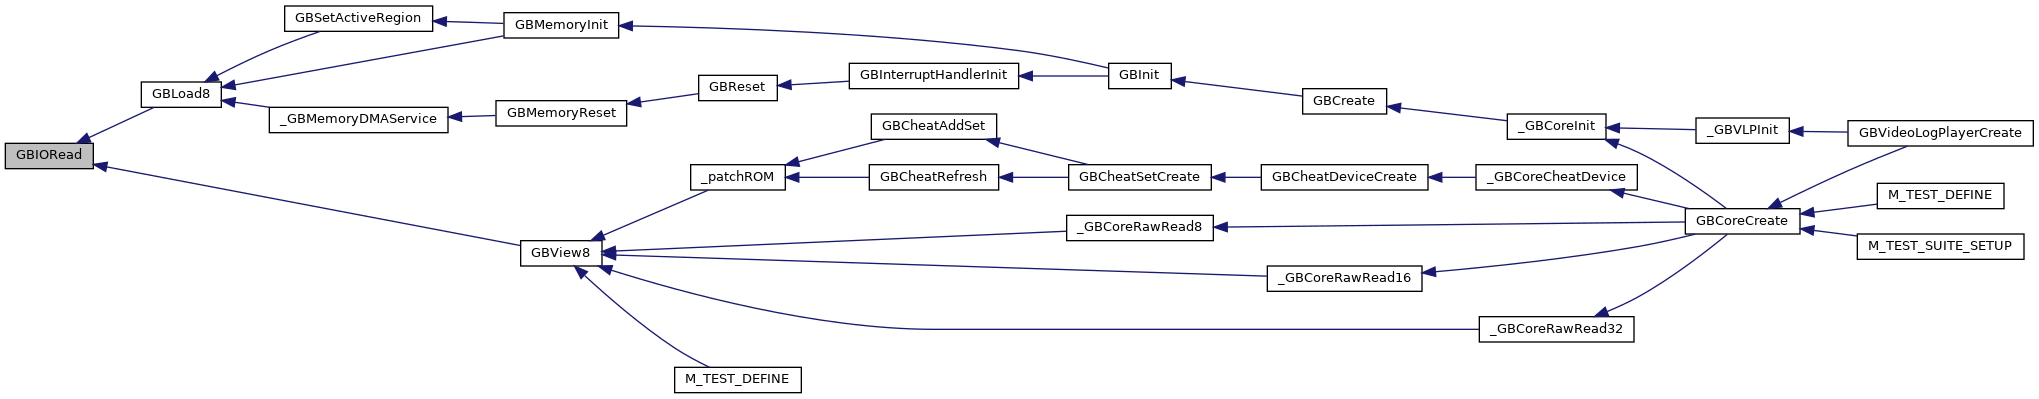 GBSetActiveRegion
GBMemoryInit
GBLoad8
GBReset
GBInterruptHandlerInit
GBInit
GBCreate
_GBMemoryDMAService
GBMemoryReset
GBCheatAddSet
_GBCoreInit
_GBVLPInit
GBVideoLogPlayerCreate
GBIORead
_patchROM
GBCheatRefresh
GBCheatSetCreate
GBCheatDeviceCreate
_GBCoreCheatDevice
M_TEST_DEFINE
GBCoreCreate
_GBCoreRawRead8
M_TEST_SUITE_SETUP
GBView8
_GBCoreRawRead16
_GBCoreRawRead32
M_TEST_DEFINE